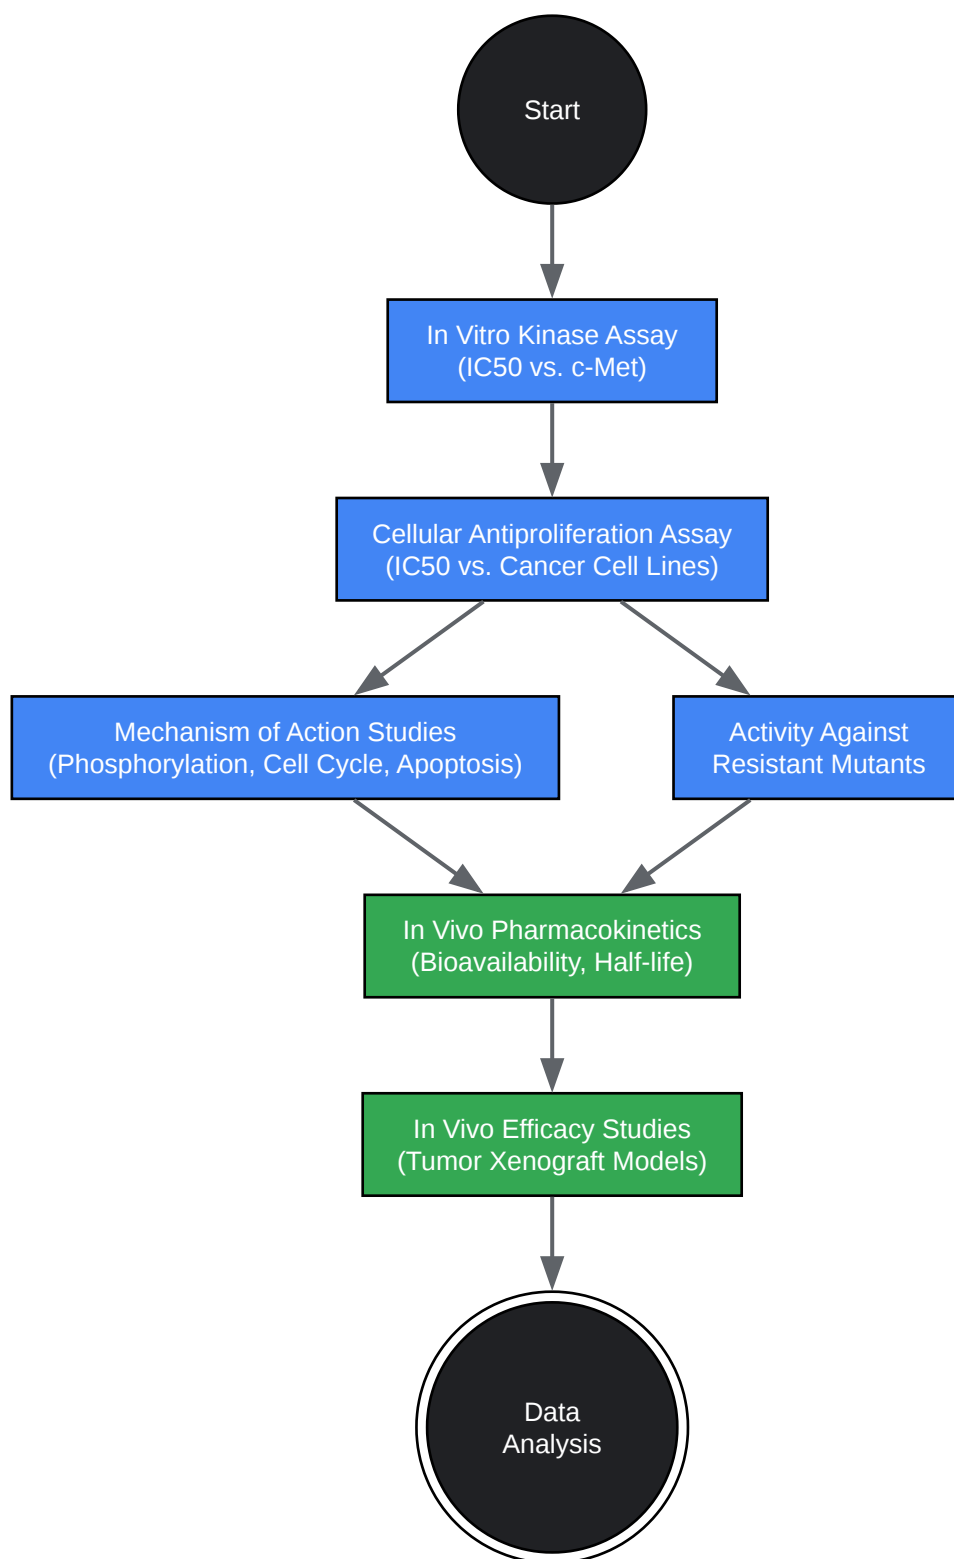 Start
In Vitro Kinase Assay
(IC50 vs. c-Met)
Cellular Antiproliferation Assay
(IC50 vs. Cancer Cell Lines)
Mechanism of Action Studies
(Phosphorylation, Cell Cycle, Apoptosis)
Activity Against
Resistant Mutants
In Vivo Pharmacokinetics
(Bioavailability, Half-life)
In Vivo Efficacy Studies
(Tumor Xenograft Models)
Data
Analysis